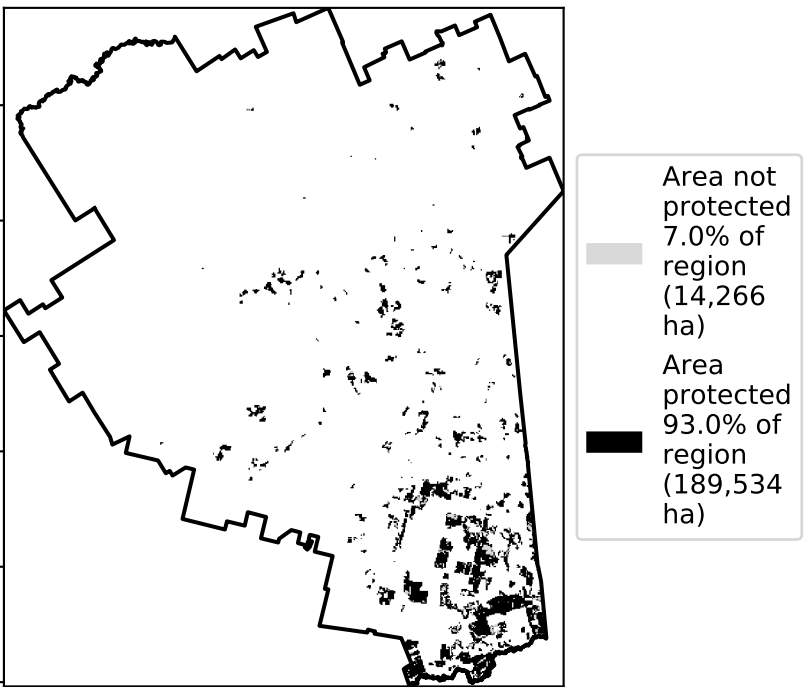 Area not
protected
7.0% of
region
(14,266
ha)
Area
protected
93.0% of
region
(189,534
ha)